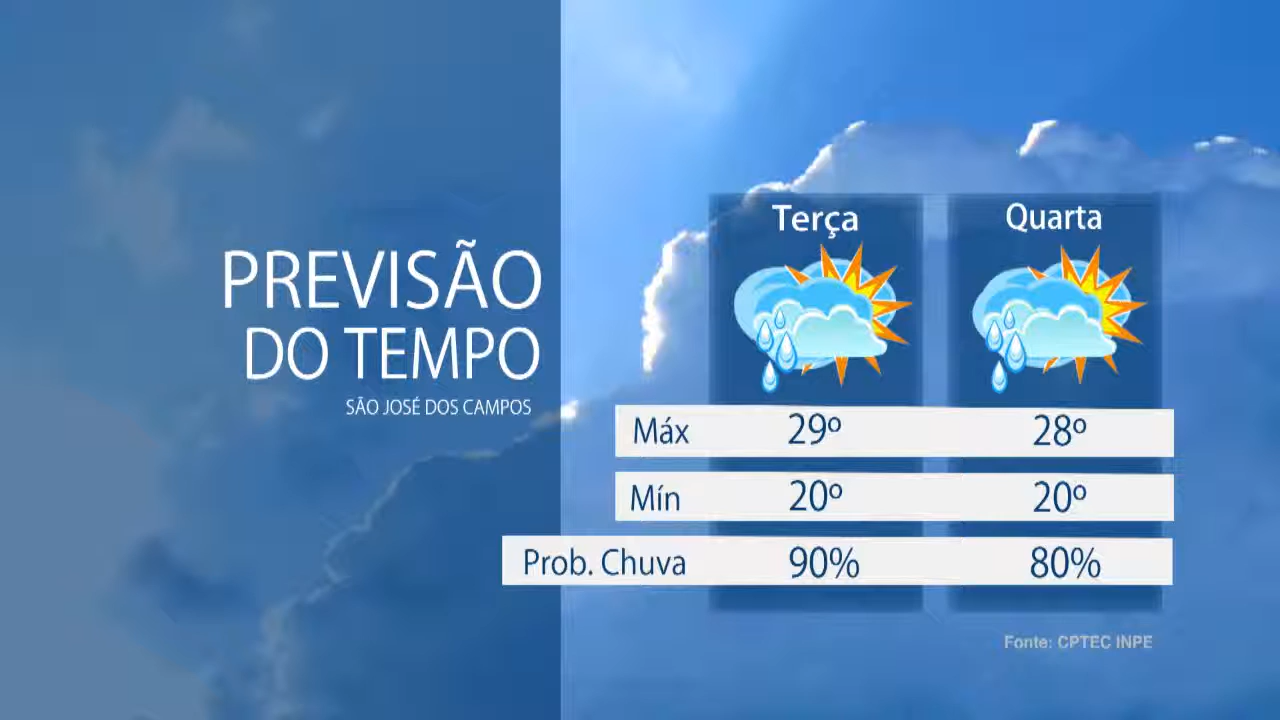 PREVISÃO
DO TEMPO
SÃO JOSÉ DOS CAMPOS
Terça Quarta
Máx 29º 28º
Mín 20º 20º
Prob. Chuva 90% 80%
Fonte: CPTEC INPE